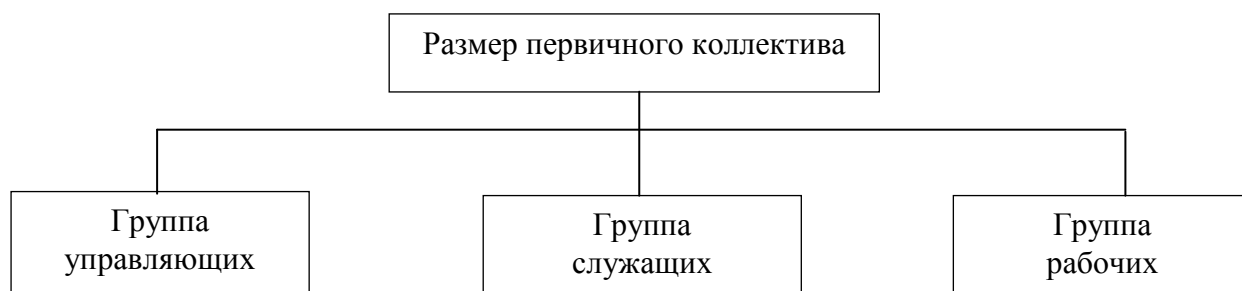 Размер первичного коллектива
Группа
управляющих
Группа
служащих
Группа
рабочих